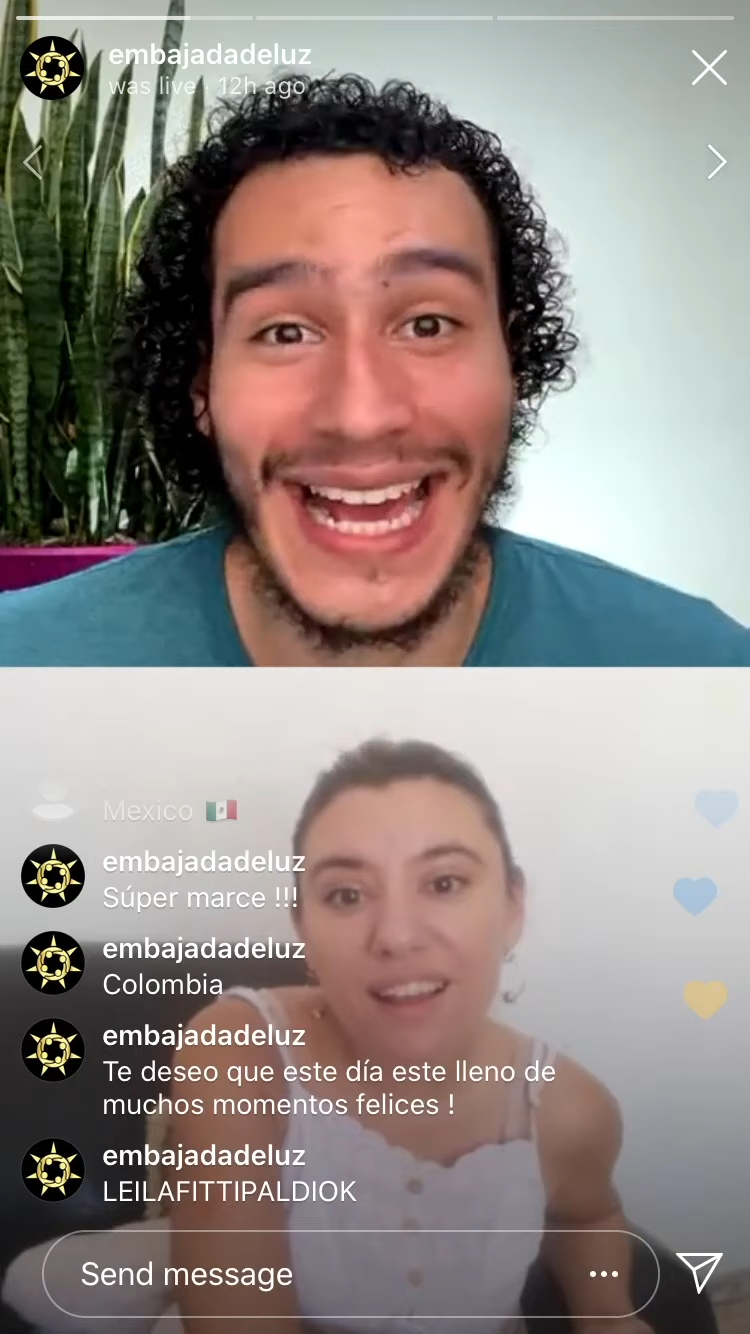 embajadadeluz
was live · 12h ago
Mexico 🇲🇽
embajadadeluz
Súper marce !!!
embajadadeluz
Colombia
embajadadeluz
Te deseo que este día este lleno de
muchos momentos felices !
embajadadeluz
LEILAFITTIPALDIOK
Send message